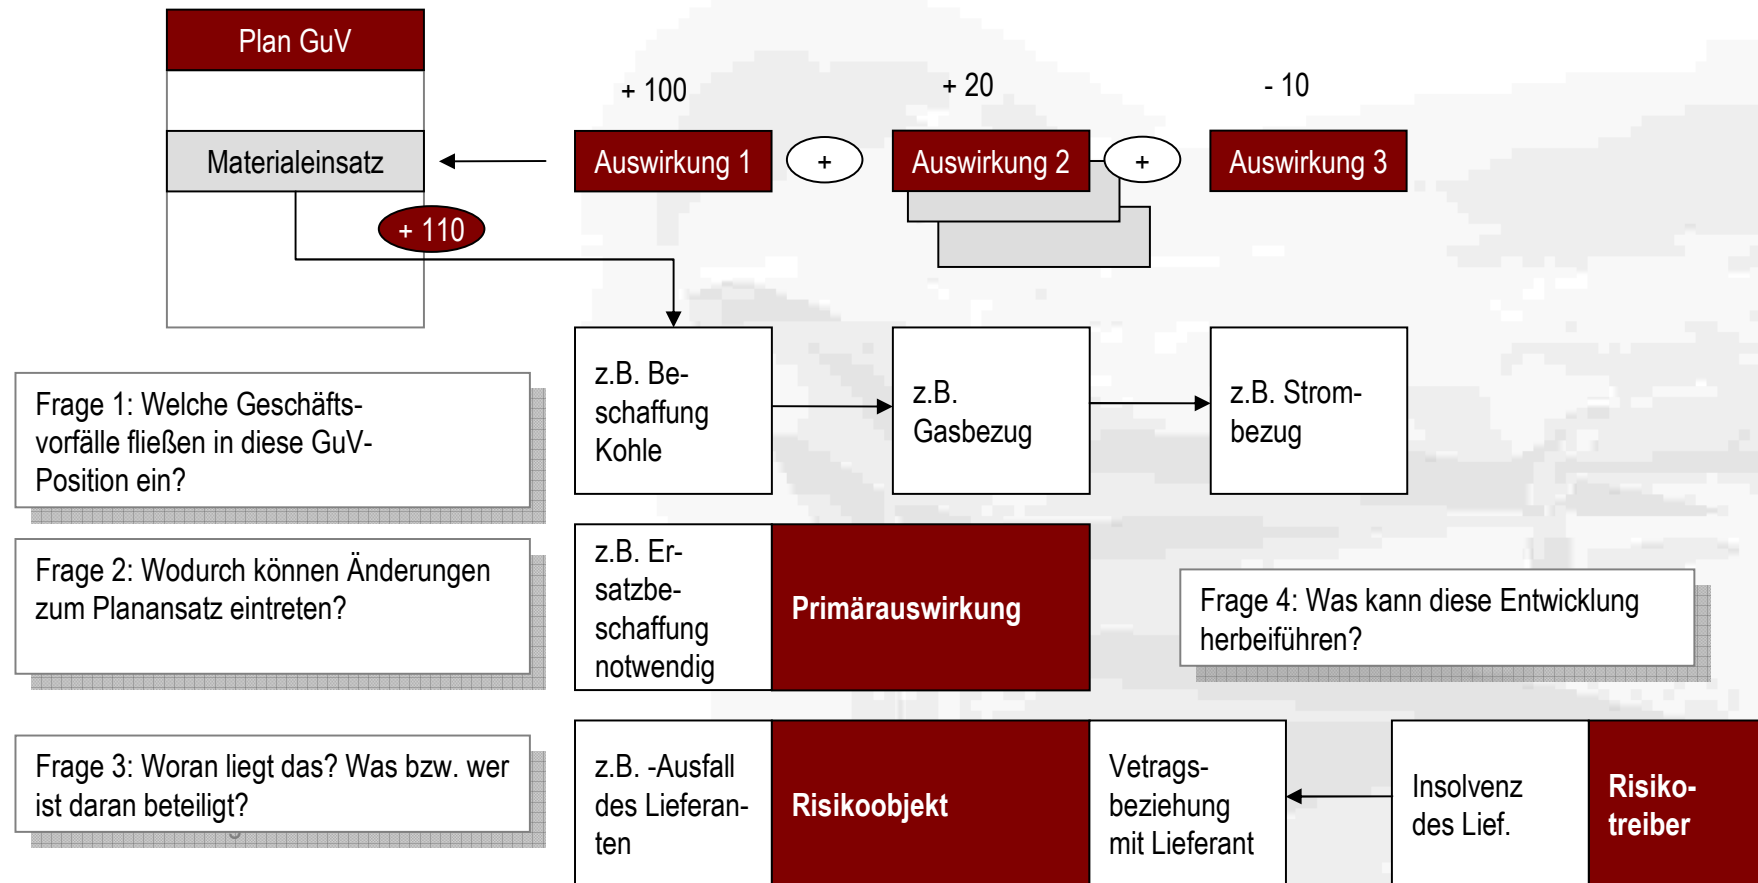 Plan GuV
+ 100
+ 20
- 10
Materialeinsatz
Auswirkung 1
+
Auswirkung 2
+
Auswirkung 3
+ 110
Frage 1: Welche Geschäfts-
vorfälle fließen in diese GuV-
Position ein?
z.B. Be-
schaffung
Kohle
z.B.
Gasbezug
z.B. Strom-
bezug
Frage 2: Wodurch können Änderungen
zum Planansatz eintreten?
z.B. Er-
satzbe-
schaffung
notwendig
Primärauswirkung
Frage 4: Was kann diese Entwicklung
herbeiführen?
Frage 3: Woran liegt das? Was bzw. wer
ist daran beteiligt?
z.B. -Ausfall
des Lieferan-
ten
Risikoobjekt
Vetrags-
beziehung
mit Lieferant
Insolvenz
des Lief.
Risiko-
treiber